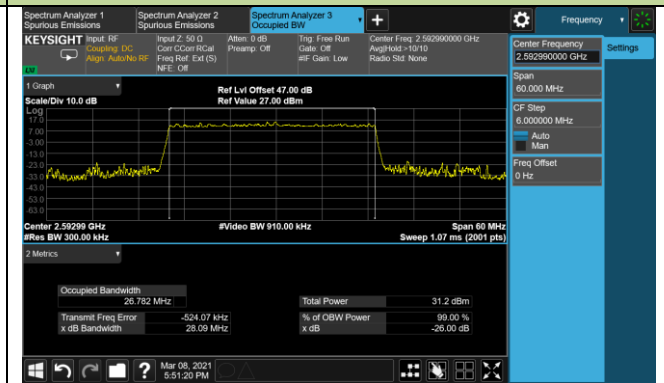 Spectrum Analyzer 1
Spurious Emissions
Spectrum Analyzer 2
Spurious Emissions
Spectrum Analyzer 3
Occupied BW
Frequency
KEYSIGHT
Input: RF
Coupling: DC
Align: Auto/No RF
Input Z: 50 Ω
Corr CCorr RCal
Freq Ref: Ext (S)
NFE: Off
Atten: 0 dB
Preamp: Off
Trig: Free Run
Gate: Off
#IF Gain: Low
Center Freq: 2.592990000 GHz
Avg|Hold:>10/10
Radio Std: None
1 Graph
Scale/Div 10.0 dB
Ref Lvl Offset 47.00 dB
Ref Value 27.00 dBm
Log
17.0
7.00
-3.00
-13.0
-23.0
-33.0
-43.0
-53.0
-63.0
Center 2.59299 GHz
#Res BW 300.00 kHz
#Video BW 910.00 kHz
Span 60 MHz
Sweep 1.07 ms (2001 pts)
2 Metrics
Occupied Bandwidth
26.782 MHz
Transmit Freq Error -524.07 kHz
x dB Bandwidth 28.09 MHz
Total Power 31.2 dBm
% of OBW Power 99.00 %
x dB -26.00 dB
Mar 08, 2021
5:51:20 PM
Center Frequency
2.592990000 GHz
Settings
Span
60.000 MHz
CF Step
6.000000 MHz
Auto
Man
Freq Offset
0 Hz